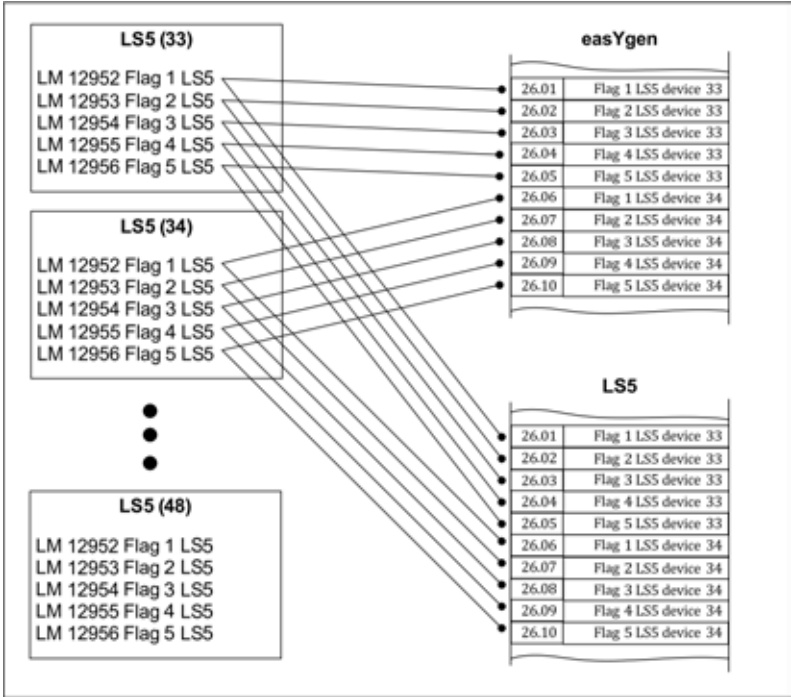 LS5 (33)
LM 12952 Flag 1 LS5
LM 12953 Flag 2 LS5
LM 12954 Flag 3 LS5
LM 12955 Flag 4 LS5
LM 12956 Flag 5 LS5
LS5 (34)
LM 12952 Flag 1 LS5
LM 12953 Flag 2 LS5
LM 12954 Flag 3 LS5
LM 12955 Flag 4 LS5
LM 12956 Flag 5 LS5
LS5 (48)
LM 12952 Flag 1 LS5
LM 12953 Flag 2 LS5
LM 12954 Flag 3 LS5
LM 12955 Flag 4 LS5
LM 12956 Flag 5 LS5
easYgen
26.01 Flag 1 LS5 device 33
26.02 Flag 2 LS5 device 33
26.03 Flag 3 LS5 device 33
26.04 Flag 4 LS5 device 33
26.05 Flag 5 LS5 device 33
26.06 Flag 1 LS5 device 34
26.07 Flag 2 LS5 device 34
26.08 Flag 3 LS5 device 34
26.09 Flag 4 LS5 device 34
26.10 Flag 5 LS5 device 34
LS5
26.01 Flag 1 LS5 device 33
26.02 Flag 2 LS5 device 33
26.03 Flag 3 LS5 device 33
26.04 Flag 4 LS5 device 33
26.05 Flag 5 LS5 device 33
26.06 Flag 1 LS5 device 34
26.07 Flag 2 LS5 device 34
26.08 Flag 3 LS5 device 34
26.09 Flag 4 LS5 device 34
26.10 Flag 5 LS5 device 34